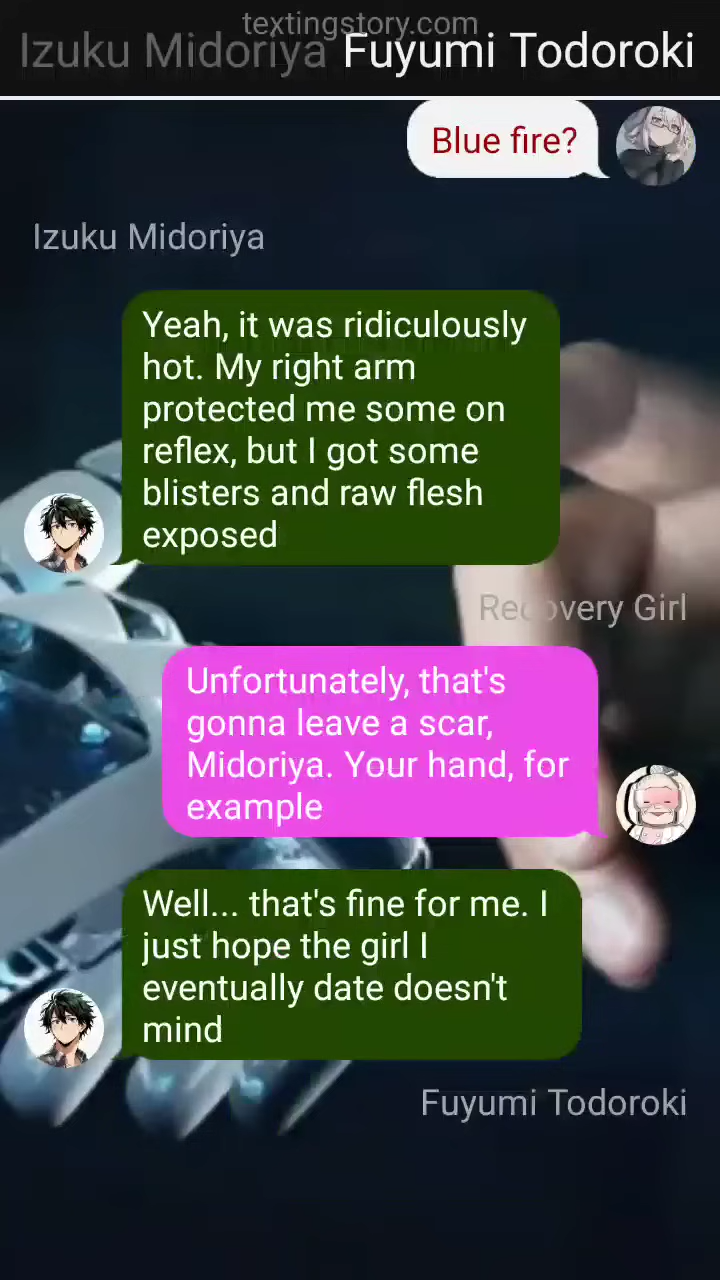 textingstory.com
Izuku Midoriya Fuyumi Todoroki
Blue fire?
Izuku Midoriya
Yeah, it was ridiculously
hot. My right arm
protected me some on
reflex, but I got some
blisters and raw flesh
exposed
Recovery Girl
Unfortunately, that's
gonna leave a scar,
Midoriya. Your hand, for
example
Well... that's fine for me. I
just hope the girl I
eventually date doesn't
mind
Fuyumi Todoroki